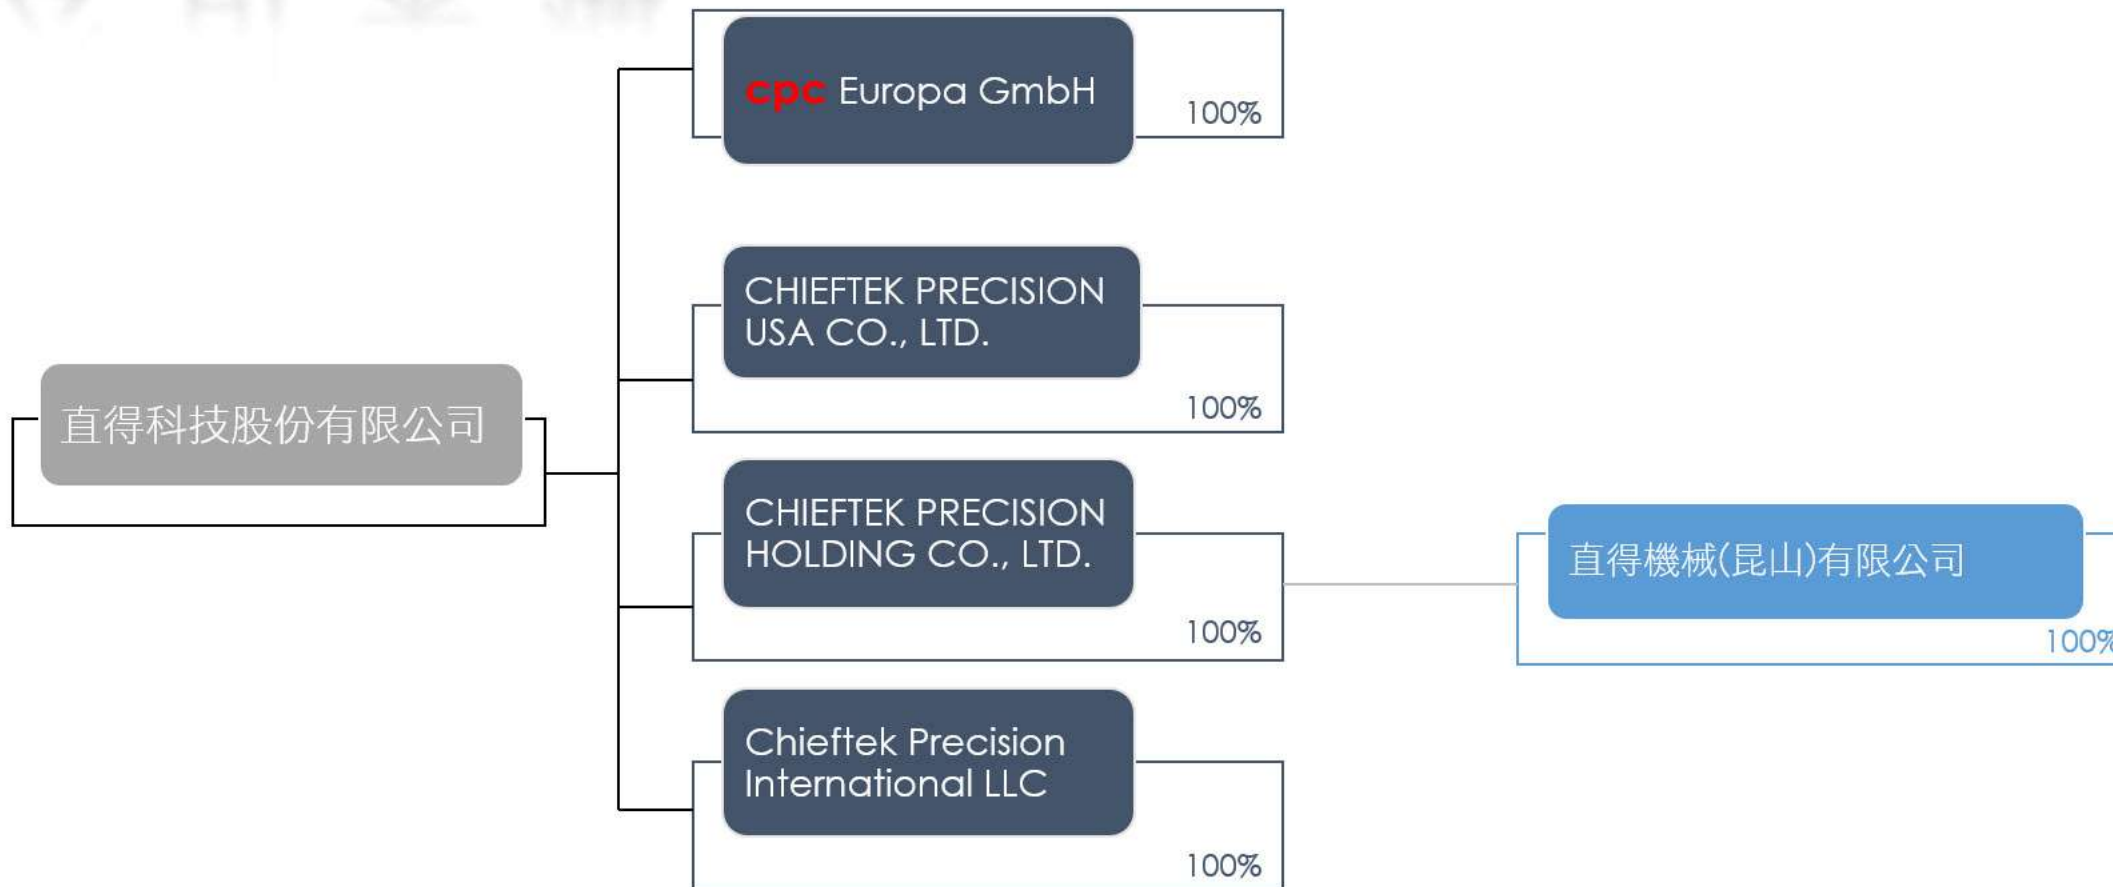 cpc Europa GmbH
100%
CHIEFTEK PRECISION
USA CO., LTD.
100%
直得科技股份有限公司
CHIEFTEK PRECISION
HOLDING CO., LTD.
100%
直得機械(昆山)有限公司
100%
Chieftek Precision
International LLC
100%